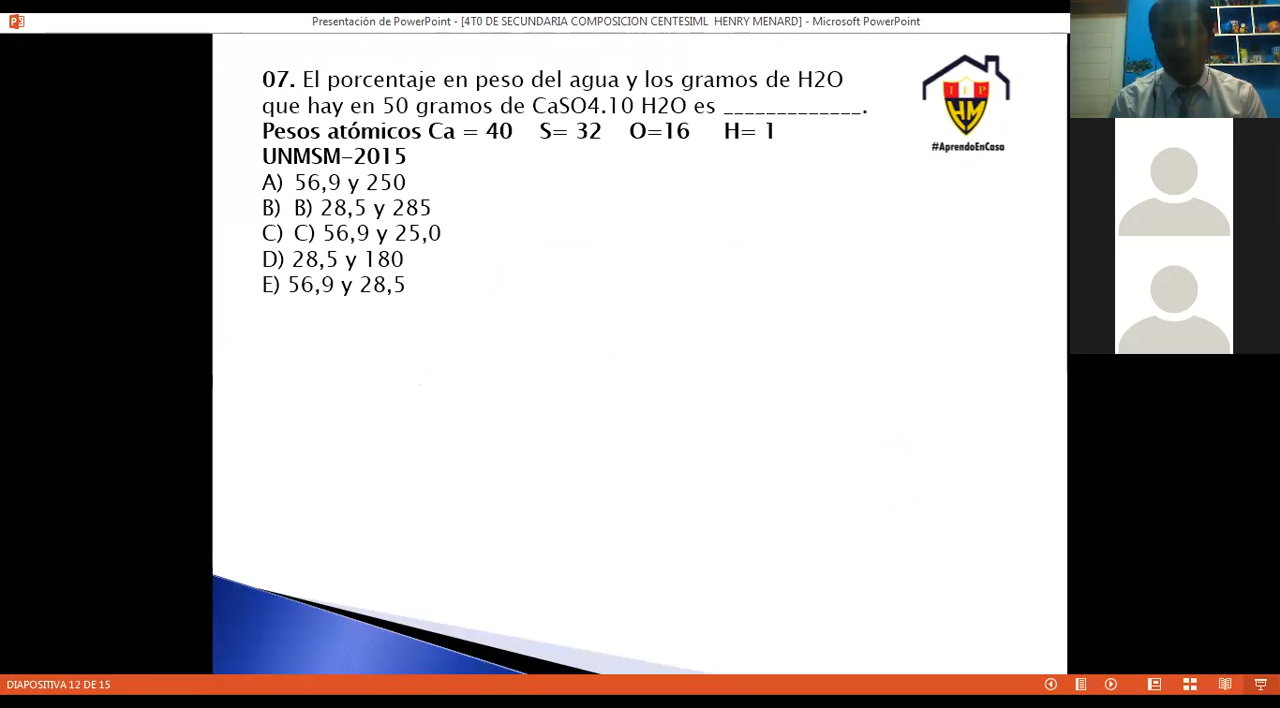 Presentación de PowerPoint - [4T0 DE SECUNDARIA COMPOSICION CENTESIML HENRY MENARD] - Microsoft PowerPoint
07. El porcentaje en peso del agua y los gramos de H2O
que hay en 50 gramos de CaSO4.10 H2O es _____________.
Pesos atómicos Ca = 40 S= 32 O=16 H= 1
UNMSM-2015
A) 56,9 y 250
B) B) 28,5 y 285
C) C) 56,9 y 25,0
D) 28,5 y 180
E) 56,9 y 28,5
I I P
HM
#AprendoEnCasa
DIAPOSITIVA 12 DE 15